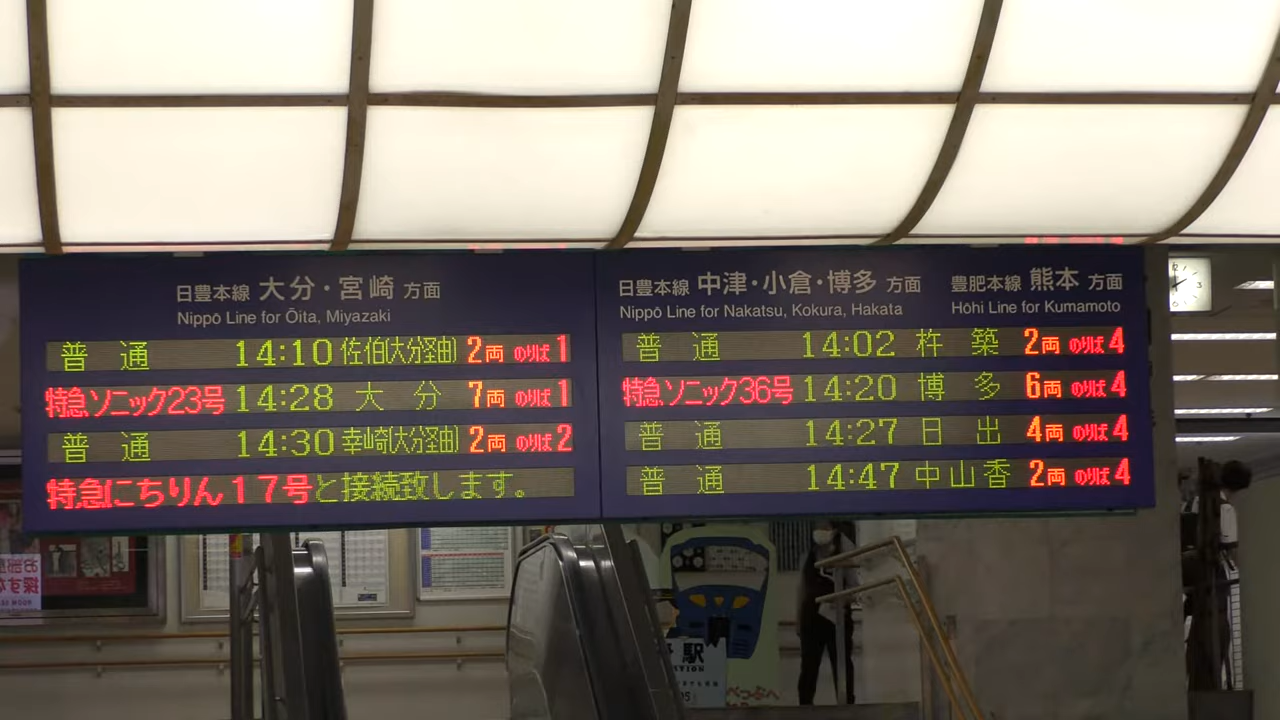 日豊本線 大分・宮崎 方面
Nippō Line for Ōita, Miyazaki
普通 14:10 佐伯(大分経由) 2両 のりば1
特急ソニック23号 14:28 大分 7両 のりば1
普通 14:30 幸崎(大分経由) 2両 のりば2
特急にちりん17号と接続致します。
日豊本線 中津・小倉・博多 方面 豊肥本線 熊本 方面
Nippō Line for Nakatsu, Kokura, Hakata Hōhi Line for Kumamoto
普通 14:02 杵築 2両 のりば4
特急ソニック36号 14:20 博多 6両 のりば4
普通 14:27 日出 4両 のりば4
普通 14:47 中山香 2両 のりば4
駅
べっぷへ